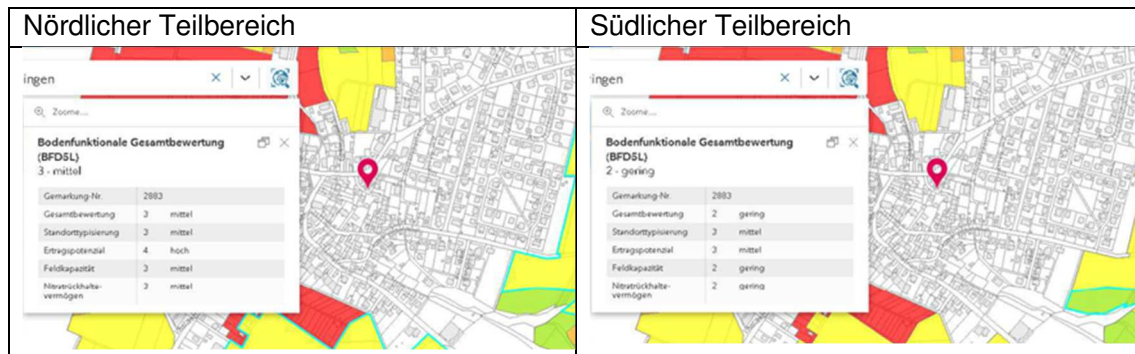 Nördlicher Teilbereich
ingen
Zoome...
Bodenfunktionale Gesamtbewertung
(BFD5L)
3 - mittel
Gemarkung-Nr. 2883
Gesamtbewertung 3 mittel
Standorttypisierung 3 mittel
Ertragspotenzial 4 hoch
Feldkapazität 3 mittel
Nitratrückhalte-
vermögen 3 mittel
Südlicher Teilbereich
ingen
Zoome...
Bodenfunktionale Gesamtbewertung
(BFD5L)
2 - gering
Gemarkung-Nr. 2883
Gesamtbewertung 2 gering
Standorttypisierung 3 mittel
Ertragspotenzial 3 mittel
Feldkapazität 2 gering
Nitratrückhalte-
vermögen 2 gering